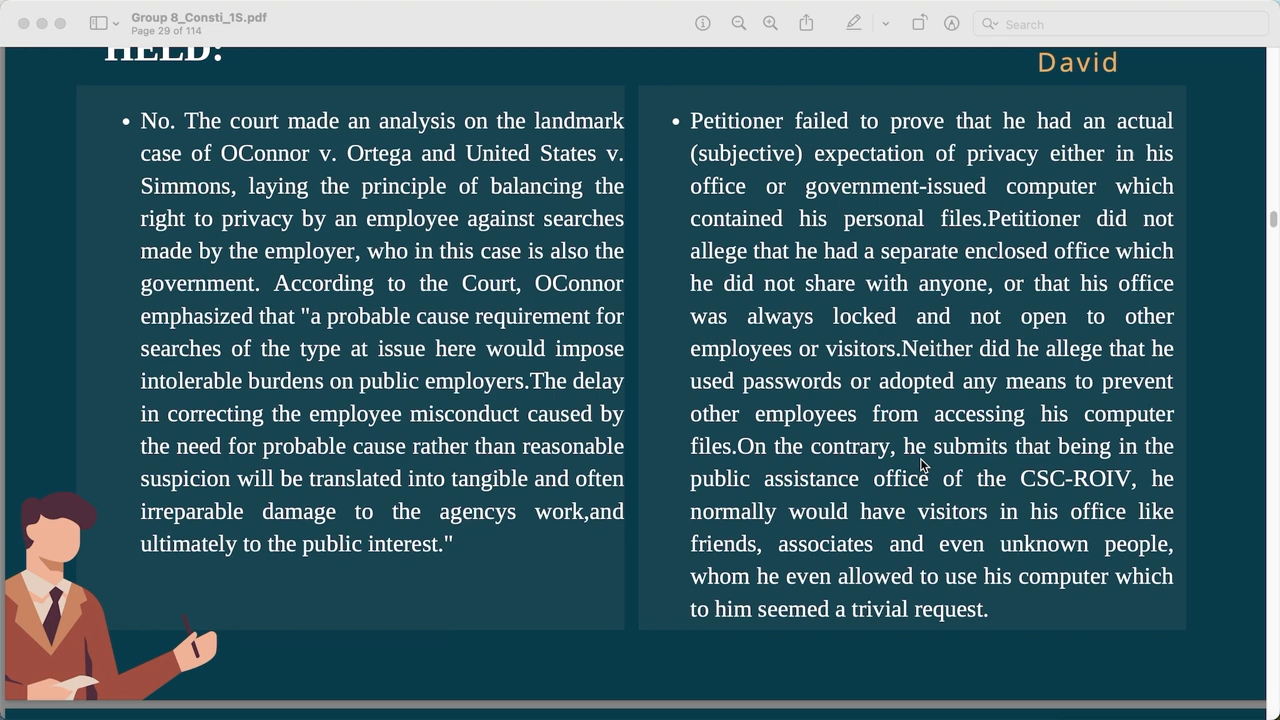 Group 8_Consti_1S.pdf
Page 29 of 114
Search
HELD:
David
• No. The court made an analysis on the landmark
case of OConnor v. Ortega and United States v.
Simmons, laying the principle of balancing the
right to privacy by an employee against searches
made by the employer, who in this case is also the
government. According to the Court, OConnor
emphasized that "a probable cause requirement for
searches of the type at issue here would impose
intolerable burdens on public employers.The delay
in correcting the employee misconduct caused by
the need for probable cause rather than reasonable
suspicion will be translated into tangible and often
irreparable damage to the agencys work,and
ultimately to the public interest."
• Petitioner failed to prove that he had an actual
(subjective) expectation of privacy either in his
office or government-issued computer which
contained his personal files.Petitioner did not
allege that he had a separate enclosed office which
he did not share with anyone, or that his office
was always locked and not open to other
employees or visitors.Neither did he allege that he
used passwords or adopted any means to prevent
other employees from accessing his computer
files.On the contrary, he submits that being in the
public assistance office of the CSC-ROIV, he
normally would have visitors in his office like
friends, associates and even unknown people,
whom he even allowed to use his computer which
to him seemed a trivial request.